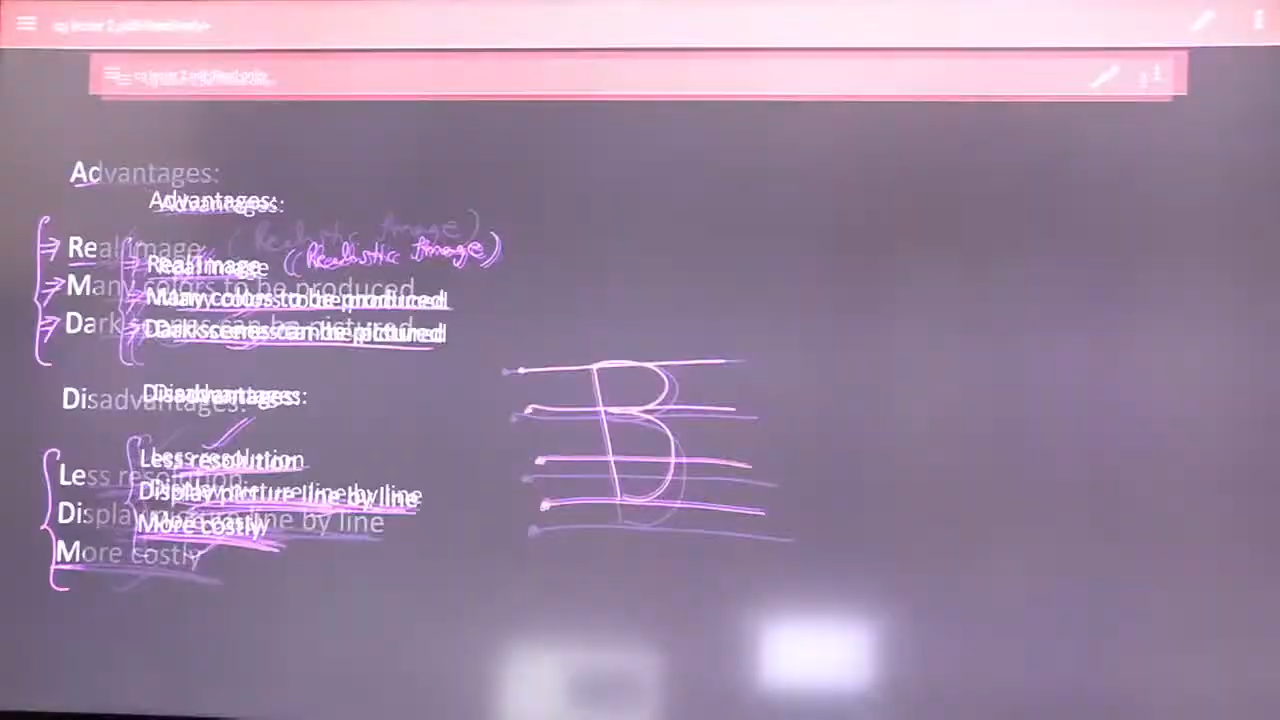 Advantages:
Real image (Realistic Image)
Many colors to be produced
Dark scenes can be pictured
Disadvantages:
Less resolution
Display picture line by line
More costly
B